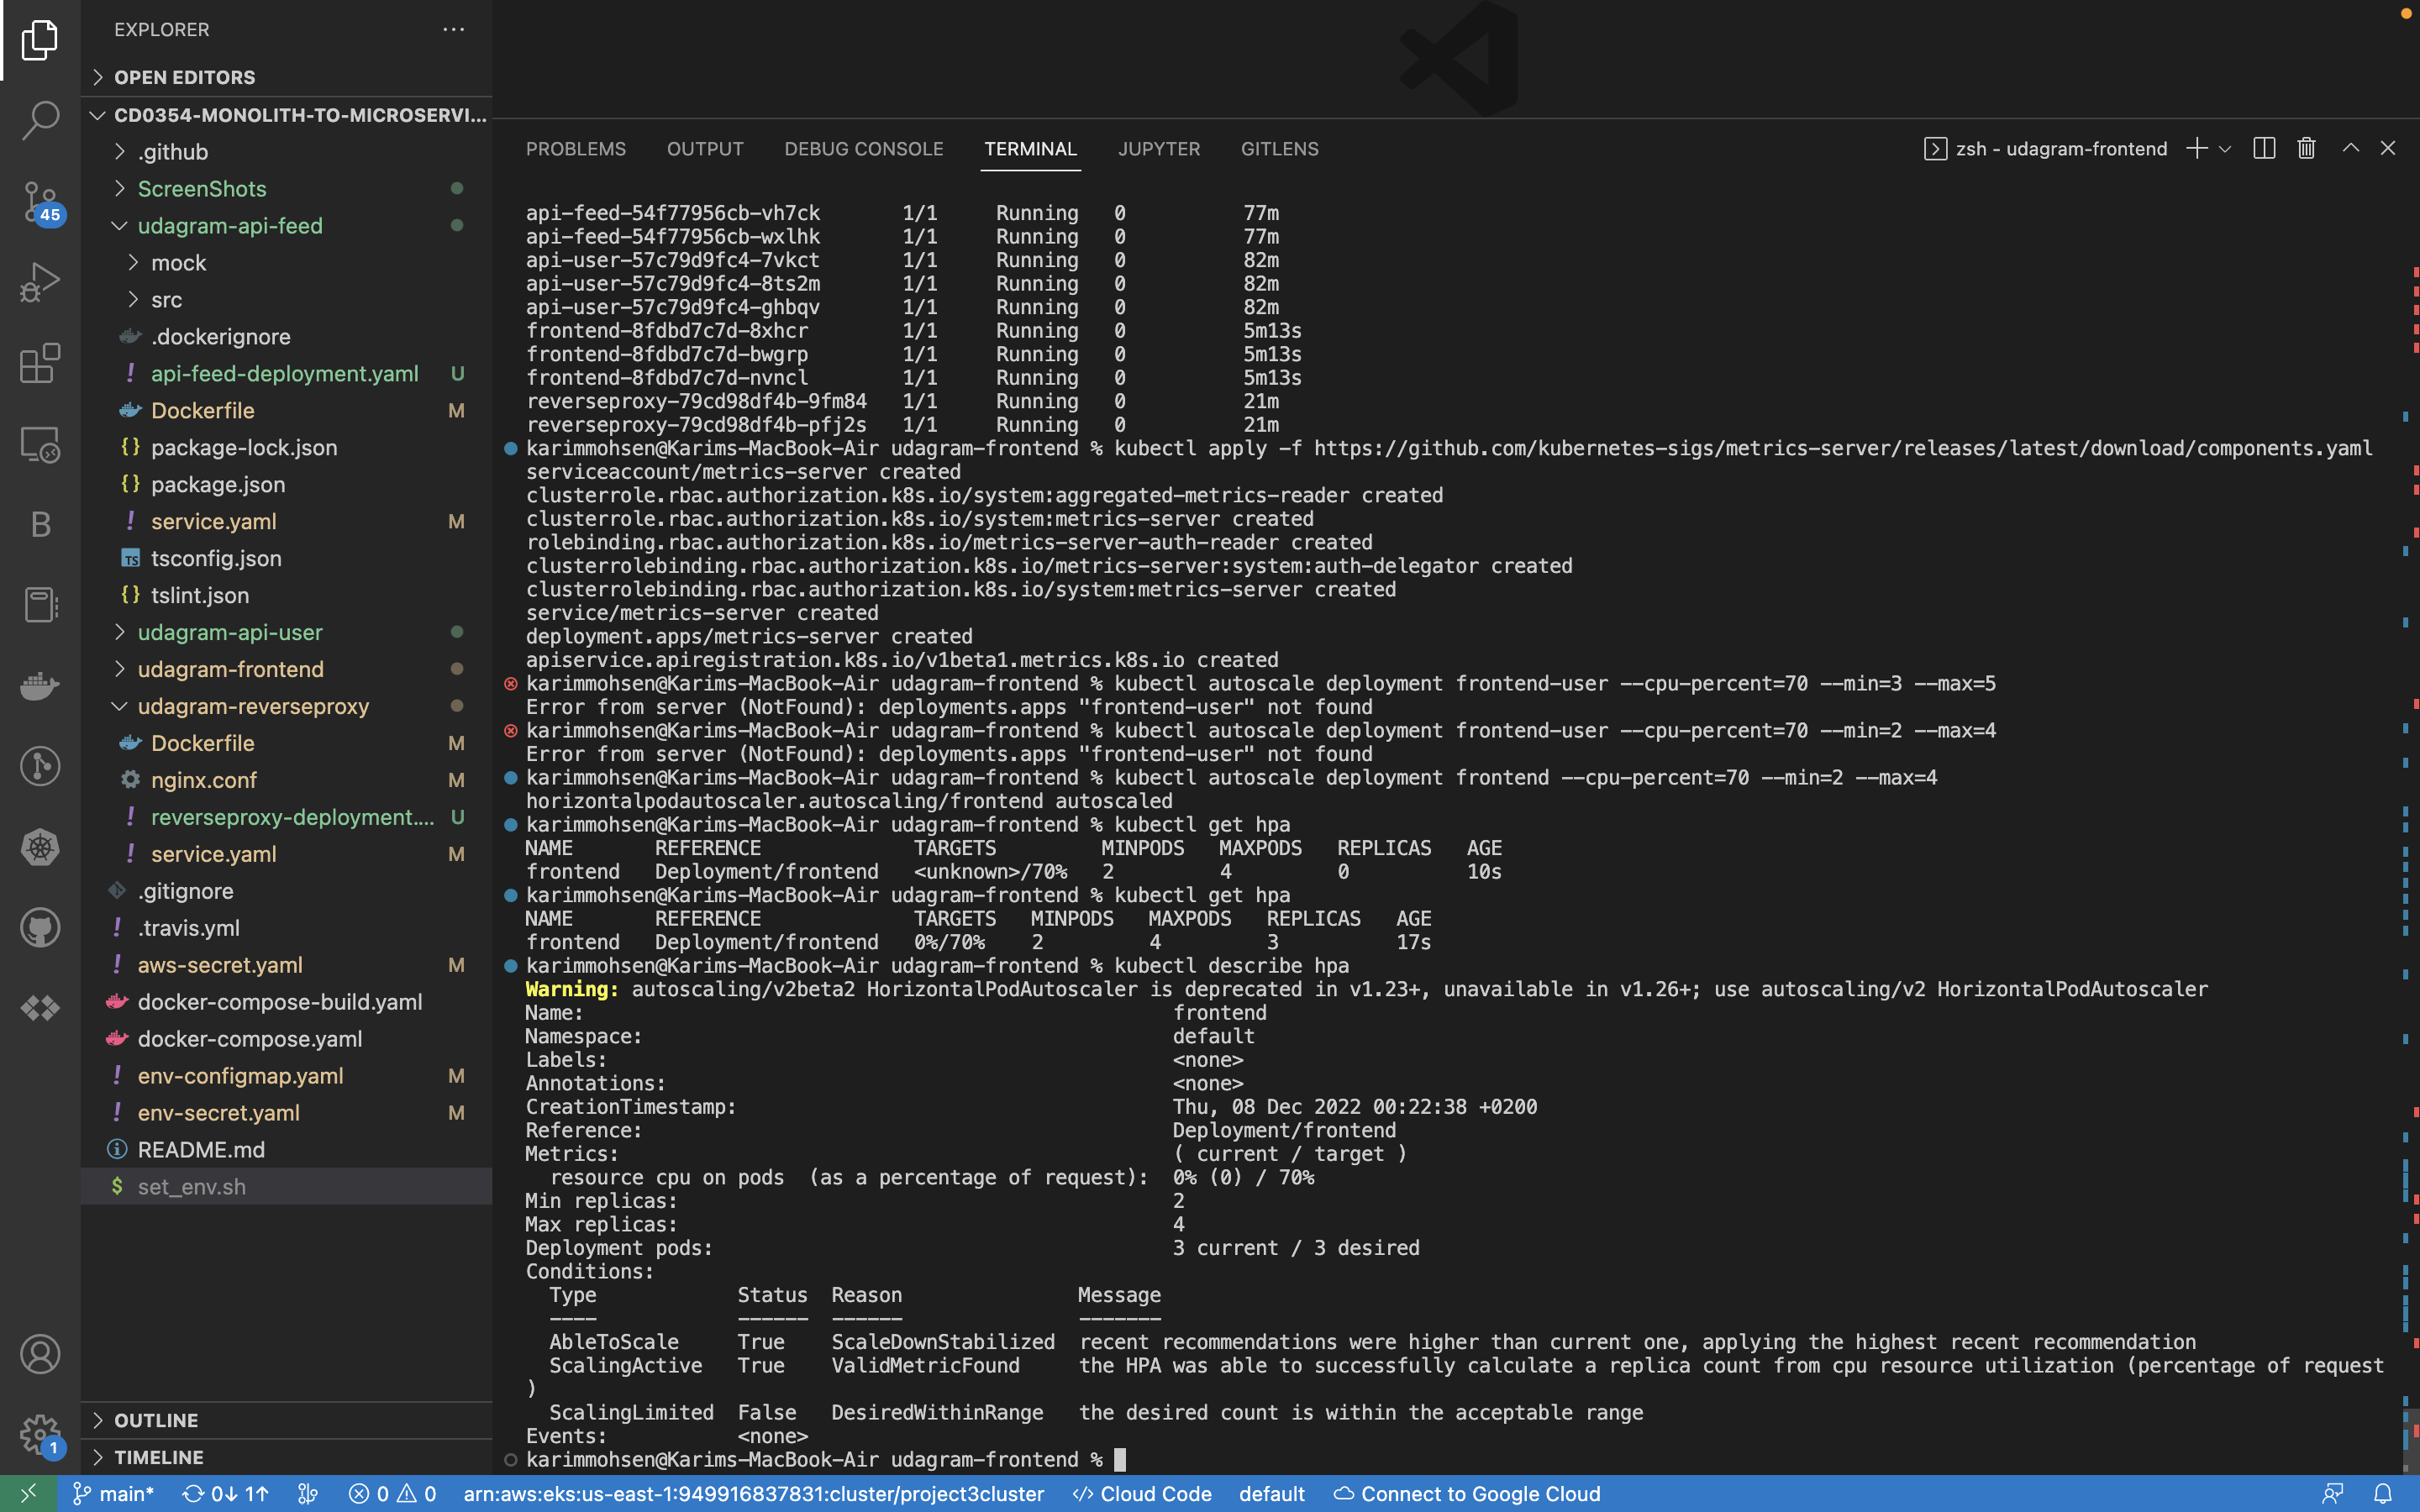 EXPLORER
OPEN EDITORS
CD0354-MONOLITH-TO-MICROSERVI...
.github
ScreenShots
udagram-api-feed
mock
src
.dockerignore
api-feed-deployment.yaml U
Dockerfile M
package-lock.json
package.json
service.yaml M
tsconfig.json
tslint.json
udagram-api-user
udagram-frontend
udagram-reverseproxy
Dockerfile M
nginx.conf M
reverseproxy-deployment.... U
service.yaml M
.gitignore
.travis.yml
aws-secret.yaml M
docker-compose-build.yaml
docker-compose.yaml
env-configmap.yaml M
env-secret.yaml M
README.md
set_env.sh
OUTLINE
TIMELINE
45
B
1
PROBLEMS OUTPUT DEBUG CONSOLE TERMINAL JUPYTER GITLENS
zsh - udagram-frontend
api-feed-54f77956cb-vh7ck 1/1 Running 0 77m
api-feed-54f77956cb-wxlhk 1/1 Running 0 77m
api-user-57c79d9fc4-7vkct 1/1 Running 0 82m
api-user-57c79d9fc4-8ts2m 1/1 Running 0 82m
api-user-57c79d9fc4-ghbqv 1/1 Running 0 82m
frontend-8fdbd7c7d-8xhcr 1/1 Running 0 5m13s
frontend-8fdbd7c7d-bwgrp 1/1 Running 0 5m13s
frontend-8fdbd7c7d-nvncl 1/1 Running 0 5m13s
reverseproxy-79cd98df4b-9fm84 1/1 Running 0 21m
reverseproxy-79cd98df4b-pfj2s 1/1 Running 0 21m
karimmohsen@Karims-MacBook-Air udagram-frontend % kubectl apply -f https://github.com/kubernetes-sigs/metrics-server/releases/latest/download/components.yaml
serviceaccount/metrics-server created
clusterrole.rbac.authorization.k8s.io/system:aggregated-metrics-reader created
clusterrole.rbac.authorization.k8s.io/system:metrics-server created
rolebinding.rbac.authorization.k8s.io/metrics-server-auth-reader created
clusterrolebinding.rbac.authorization.k8s.io/metrics-server:system:auth-delegator created
clusterrolebinding.rbac.authorization.k8s.io/system:metrics-server created
service/metrics-server created
deployment.apps/metrics-server created
apiservice.apiregistration.k8s.io/v1beta1.metrics.k8s.io created
karimmohsen@Karims-MacBook-Air udagram-frontend % kubectl autoscale deployment frontend-user --cpu-percent=70 --min=3 --max=5
Error from server (NotFound): deployments.apps "frontend-user" not found
karimmohsen@Karims-MacBook-Air udagram-frontend % kubectl autoscale deployment frontend-user --cpu-percent=70 --min=2 --max=4
Error from server (NotFound): deployments.apps "frontend-user" not found
karimmohsen@Karims-MacBook-Air udagram-frontend % kubectl autoscale deployment frontend --cpu-percent=70 --min=2 --max=4
horizontalpodautoscaler.autoscaling/frontend autoscaled
karimmohsen@Karims-MacBook-Air udagram-frontend % kubectl get hpa
NAME REFERENCE TARGETS MINPODS MAXPODS REPLICAS AGE
frontend Deployment/frontend <unknown>/70% 2 4 0 10s
karimmohsen@Karims-MacBook-Air udagram-frontend % kubectl get hpa
NAME REFERENCE TARGETS MINPODS MAXPODS REPLICAS AGE
frontend Deployment/frontend 0%/70% 2 4 3 17s
karimmohsen@Karims-MacBook-Air udagram-frontend % kubectl describe hpa
Warning: autoscaling/v2beta2 HorizontalPodAutoscaler is deprecated in v1.23+, unavailable in v1.26+; use autoscaling/v2 HorizontalPodAutoscaler
Name: frontend
Namespace: default
Labels: <none>
Annotations: <none>
CreationTimestamp: Thu, 08 Dec 2022 00:22:38 +0200
Reference: Deployment/frontend
Metrics: ( current / target )
resource cpu on pods (as a percentage of request): 0% (0) / 70%
Min replicas: 2
Max replicas: 4
Deployment pods: 3 current / 3 desired
Conditions:
Type Status Reason Message
---- ------ ------ -------
AbleToScale True ScaleDownStabilized recent recommendations were higher than current one, applying the highest recent recommendation
ScalingActive True ValidMetricFound the HPA was able to successfully calculate a replica count from cpu resource utilization (percentage of request
)
ScalingLimited False DesiredWithinRange the desired count is within the acceptable range
Events: <none>
karimmohsen@Karims-MacBook-Air udagram-frontend %
main* 0↓ 1↑ 0 0 arn:aws:eks:us-east-1:949916837831:cluster/project3cluster </> Cloud Code default Connect to Google Cloud